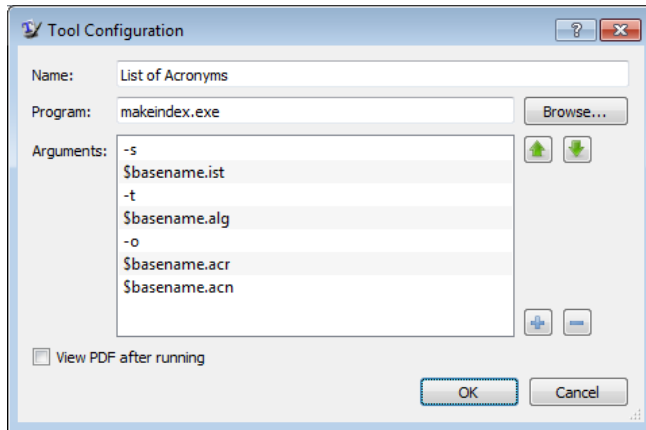 Tool Configuration
Name: List of Acronyms
Program: makeindex.exe Browse...
Arguments: -s
$basename.ist
-t
$basename.alg
-o
$basename.acr
$basename.acn
View PDF after running
OK Cancel